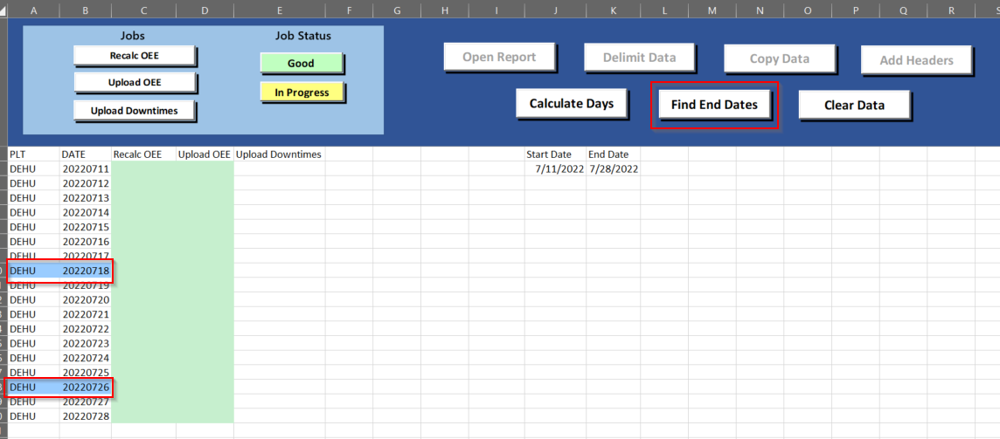 A B C D E F G H I J K L M N O P Q R S
Jobs Job Status
Recalc OEE
Good
Upload OEE
In Progress
Upload Downtimes
Open Report Delimit Data Copy Data Add Headers
Calculate Days Find End Dates Clear Data
PLT DATE Recalc OEE Upload OEE Upload Downtimes Start Date End Date
DEHU 20220711 7/11/2022 7/28/2022
DEHU 20220712
DEHU 20220713
DEHU 20220714
DEHU 20220715
DEHU 20220716
DEHU 20220717
DEHU 20220718
DEHU 20220719
DEHU 20220720
DEHU 20220721
DEHU 20220722
DEHU 20220723
DEHU 20220724
DEHU 20220725
DEHU 20220726
DEHU 20220727
DEHU 20220728